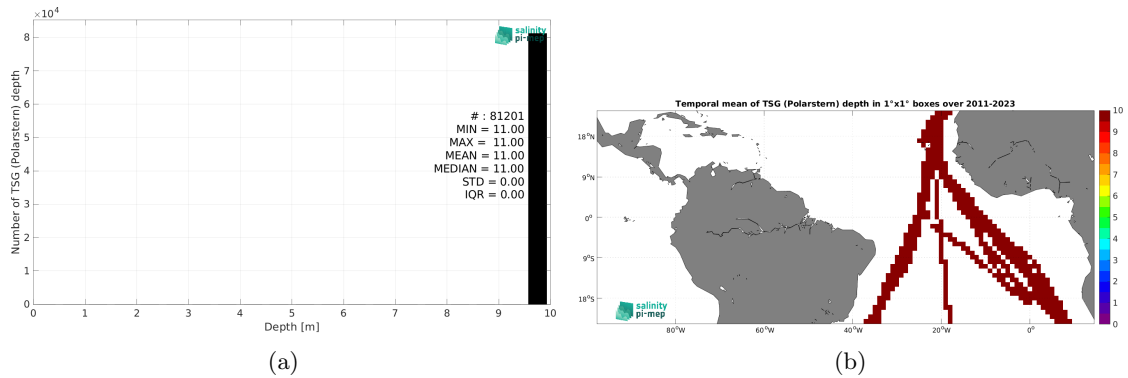 ×10⁴
salinity
pi-mep
8
7
6
5
4
3
2
1
0
Number of TSG (Polarstern) depth
# : 81201
MIN = 11.00
MAX = 11.00
MEAN = 11.00
MEDIAN = 11.00
STD = 0.00
IQR = 0.00
0 1 2 3 4 5 6 7 8 9 10
Depth [m]
(a)
Temporal mean of TSG (Polarstern) depth in 1°x1° boxes over 2011-2023
18°N
9°N
0°
9°S
18°S
salinity
pi-mep
80°W 60°W 40°W 20°W 0°
10
9
8
7
6
5
4
3
2
1
0
(b)